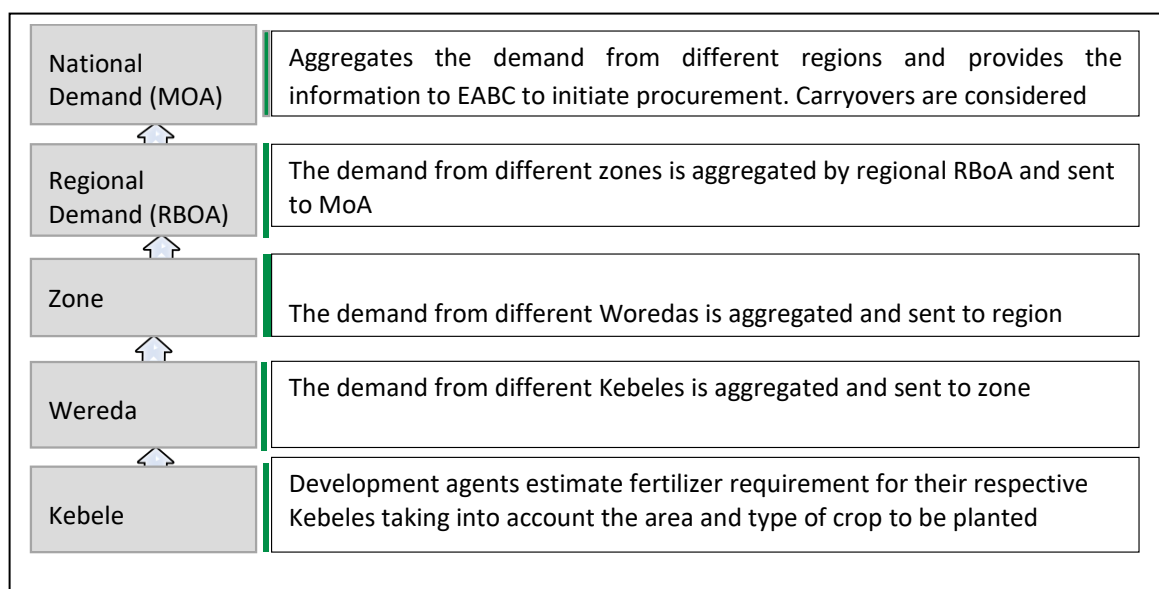 National
Demand (MOA)
Aggregates the demand from different regions and provides the
information to EABC to initiate procurement. Carryovers are considered
Regional
Demand (RBOA)
The demand from different zones is aggregated by regional RBoA and sent
to MoA
Zone
The demand from different Woredas is aggregated and sent to region
Wereda
The demand from different Kebeles is aggregated and sent to zone
Kebele
Development agents estimate fertilizer requirement for their respective
Kebeles taking into account the area and type of crop to be planted